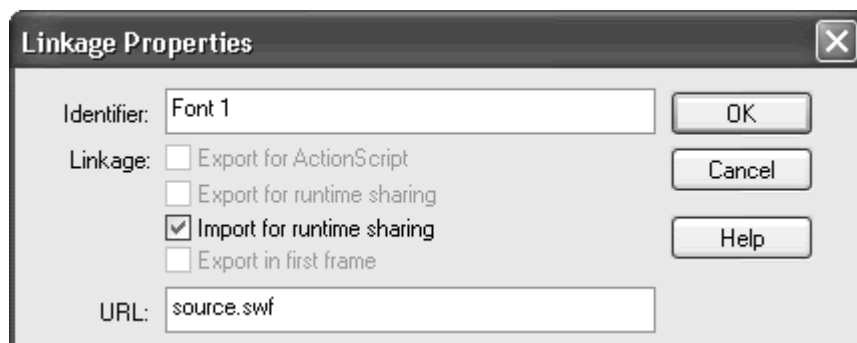 Linkage Properties
Identifier: Font 1
OK
Linkage: Export for ActionScript
Cancel
Export for runtime sharing
Import for runtime sharing
Help
Export in first frame
URL: source.swf